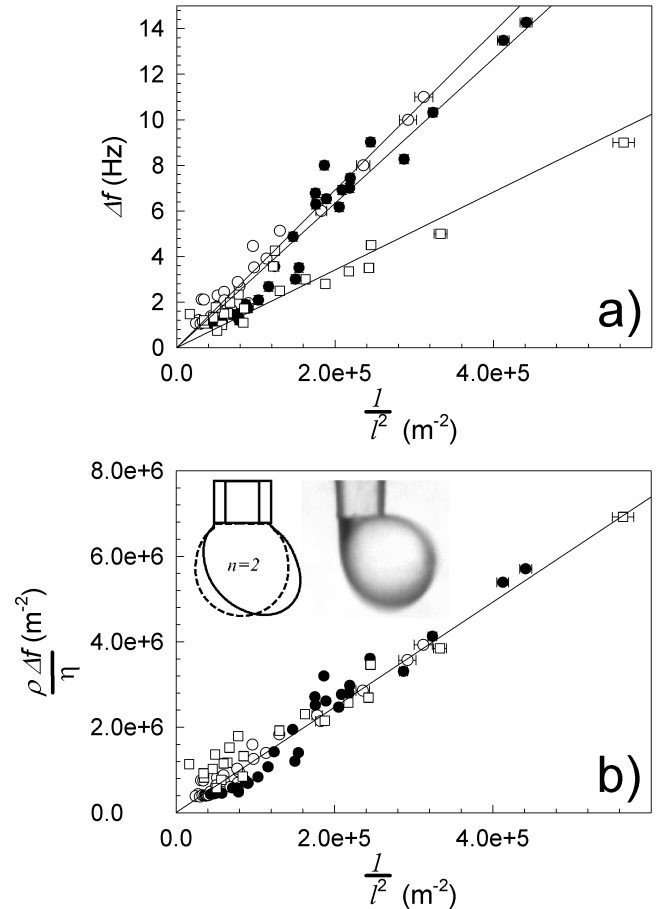 14
12
10
8
6
4
2
0
Δf (Hz)
0.0
2.0e+5
4.0e+5
1
l² (m⁻²)
a)
8.0e+6
6.0e+6
4.0e+6
2.0e+6
0.0
ρ Δf (m⁻²)
η
n=2
0.0
2.0e+5
4.0e+5
1
l² (m⁻²)
b)